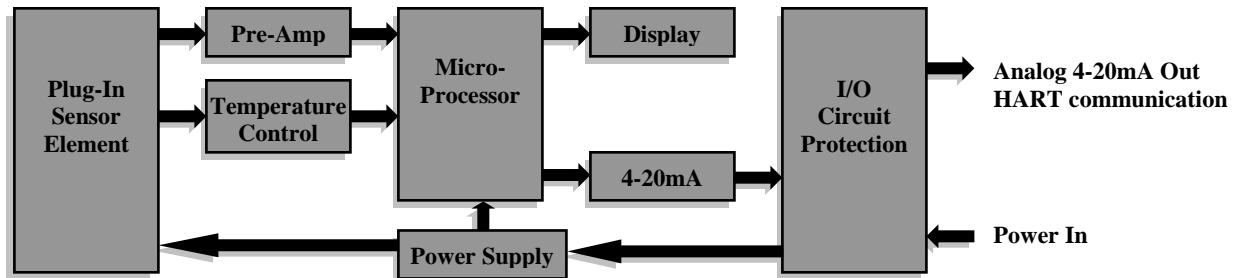 Plug-In
Sensor
Element
Pre-Amp
Temperature
Control
Micro-
Processor
Display
4-20mA
Power Supply
I/O
Circuit
Protection
Analog 4-20mA Out
HART communication
Power In